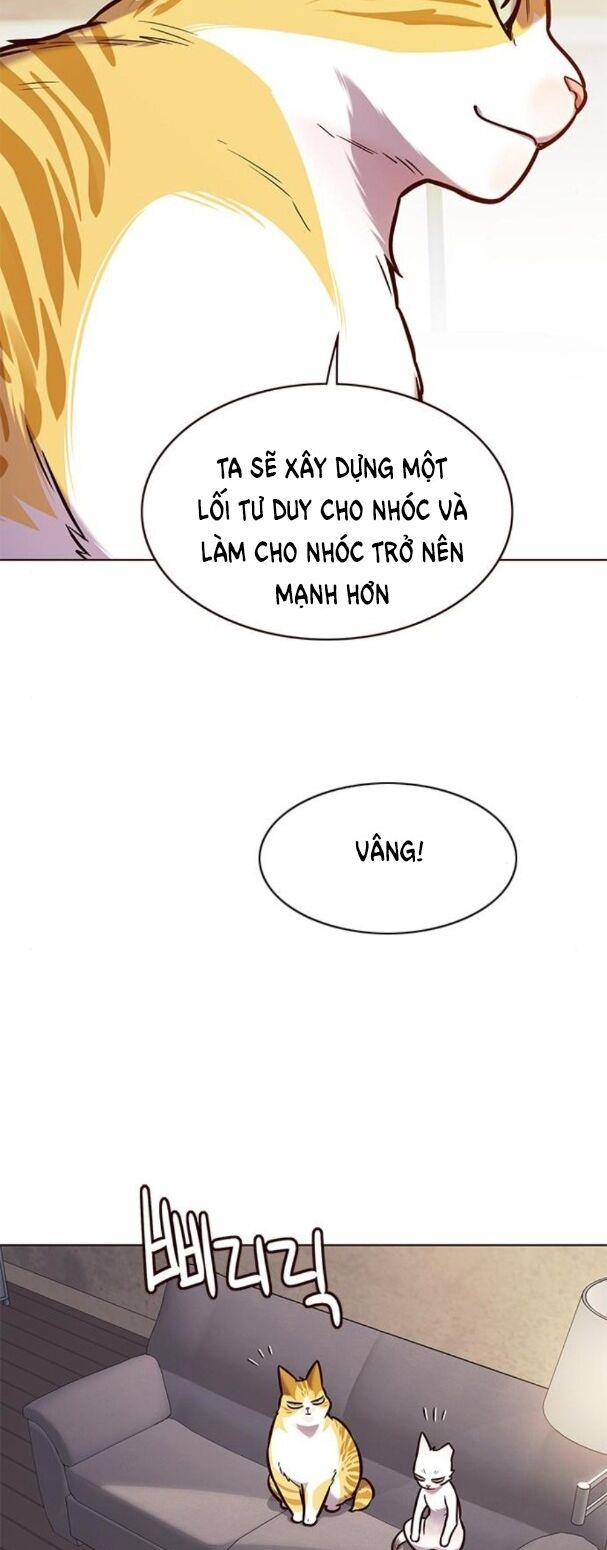 TA SẼ XÂY DỰNG MỘT
LỐI TƯ DUY CHO NHÓC VÀ
LÀM CHO NHÓC TRỞ NÊN
MẠNH HƠN
VÂNG!
삐리릭